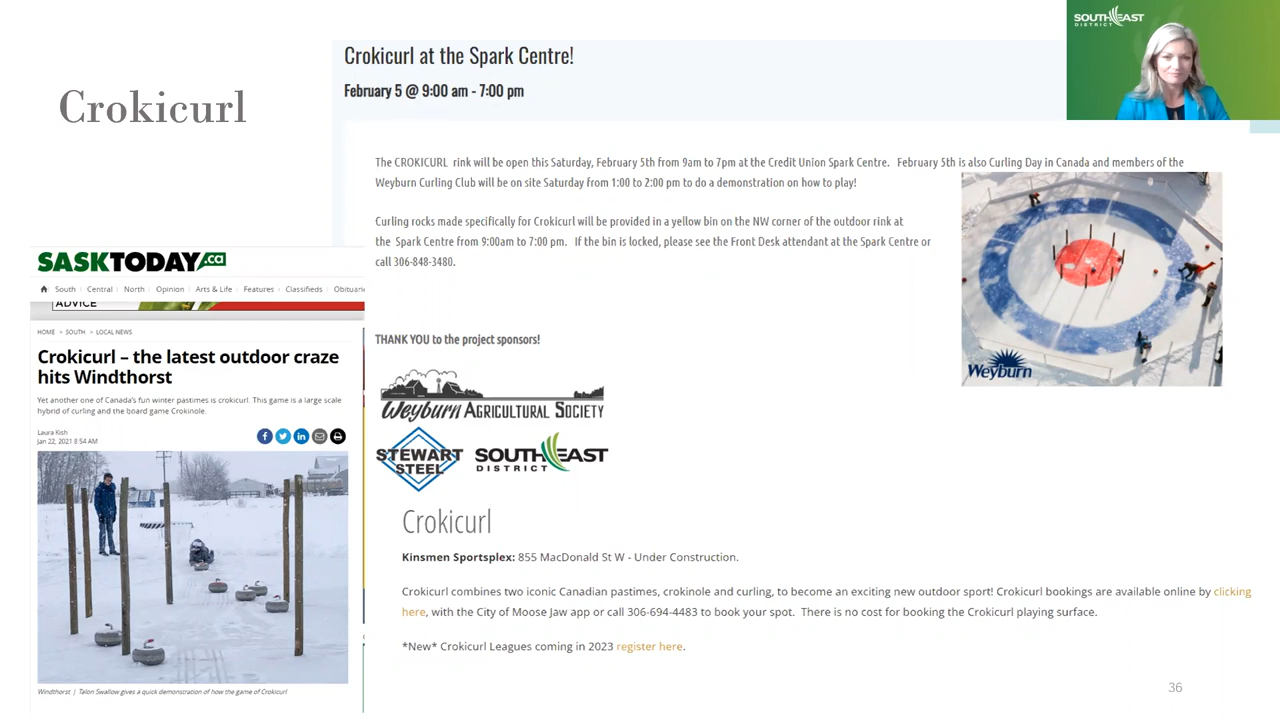 Crokicurl
Crokicurl at the Spark Centre!
February 5 @ 9:00 am - 7:00 pm
SOUTHEAST
DISTRICT
The CROKICURL rink will be open this Saturday, February 5th from 9am to 7pm at the Credit Union Spark Centre. February 5th is also Curling Day in Canada and members of the
Weyburn Curling Club will be on site Saturday from 1:00 to 2:00 pm to do a demonstration on how to play!
Curling rocks made specifically for Crokicurl will be provided in a yellow bin on the NW corner of the outdoor rink at
the Spark Centre from 9:00am to 7:00 pm. If the bin is locked, please see the Front Desk attendant at the Spark Centre or
call 306-848-3480.
Weyburn
THANK YOU to the project sponsors!
Weyburn AGRICULTURAL SOCIETY
STEWART
STEEL
SOUTHEAST
DISTRICT
SASKTODAY.ca
South Central North Opinion Arts & Life Features Classifieds Obituarie
ADVICE
HOME > SOUTH > LOCAL NEWS
Crokicurl – the latest outdoor craze
hits Windthorst
Yet another one of Canada's fun winter pastimes is crokicurl. This game is a large scale
hybrid of curling and the board game Crokinole.
Laura Kish
Jan 22, 2021 8:54 AM
Windthorst | Talon Swallow gives a quick demonstration of how the game of Crokicurl
Crokicurl
Kinsmen Sportsplex: 855 MacDonald St W - Under Construction.
Crokicurl combines two iconic Canadian pastimes, crokinole and curling, to become an exciting new outdoor sport! Crokicurl bookings are available online by clicking
here, with the City of Moose Jaw app or call 306-694-4483 to book your spot. There is no cost for booking the Crokicurl playing surface.
*New* Crokicurl Leagues coming in 2023 register here.
36